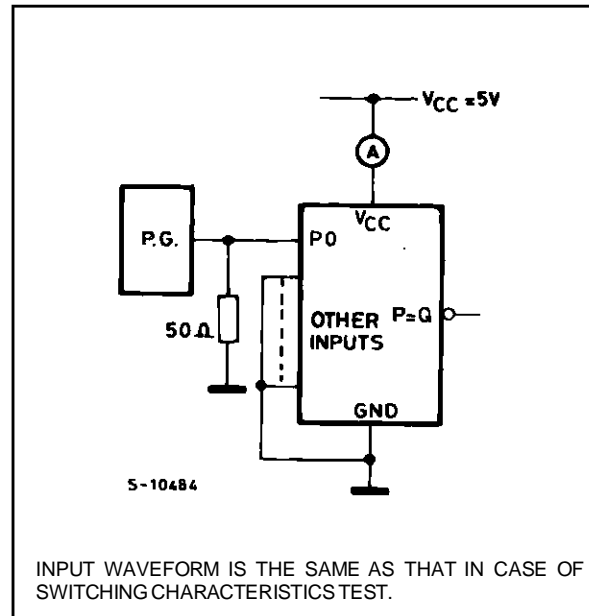 VCC =5V
A
P.G.
VCC
P0
50Ω
OTHER
INPUTS
P=Q
GND
S-10484
INPUT WAVEFORM IS THE SAME AS THAT IN CASE OF
SWITCHING CHARACTERISTICS TEST.